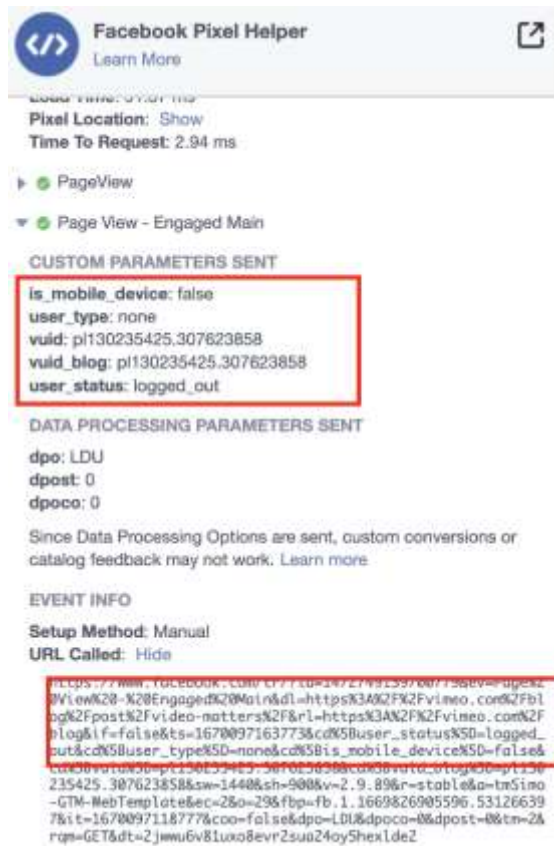 Facebook Pixel Helper
Learn More
Pixel Location: Show
Time To Request: 2.94 ms
PageView
Page View - Engaged Main
CUSTOM PARAMETERS SENT
is_mobile_device: false
user_type: none
vuid: pl130235425.307623858
vuid_blog: pl130235425.307623858
user_status: logged_out
DATA PROCESSING PARAMETERS SENT
dpo: LDU
dpost: 0
dpoco: 0
Since Data Processing Options are sent, custom conversions or
catalog feedback may not work. Learn more
EVENT INFO
Setup Method: Manual
URL Called: Hide
0View%20-%20Engaged%20Main&dl=https%3A%2F%2Fvimeo.com%2Fbl
og%2Fpost%2Fvideo-matters%2F&rl=https%3A%2F%2Fvimeo.com%2F
blog&if=false&ts=1670097163773&cd%5Buser_status%5D=logged_
out&cd%5Buser_type%5D=none&cd%5Bis_mobile_device%5D=false&
235425.307623858&sw=1440&sh=900&v=2.9.89&r=stable&a=tmSimo
-GTM-WebTemplate&ec=2&o=29&fbp=fb.1.1669826905596.53126639
7&it=1670097118777&coo=false&dpo=LDU&dpoco=0&dpost=0&tm=2&
rqm=GET&dt=2jwwu6v81uxo8evr2sua24oy5hexlde2